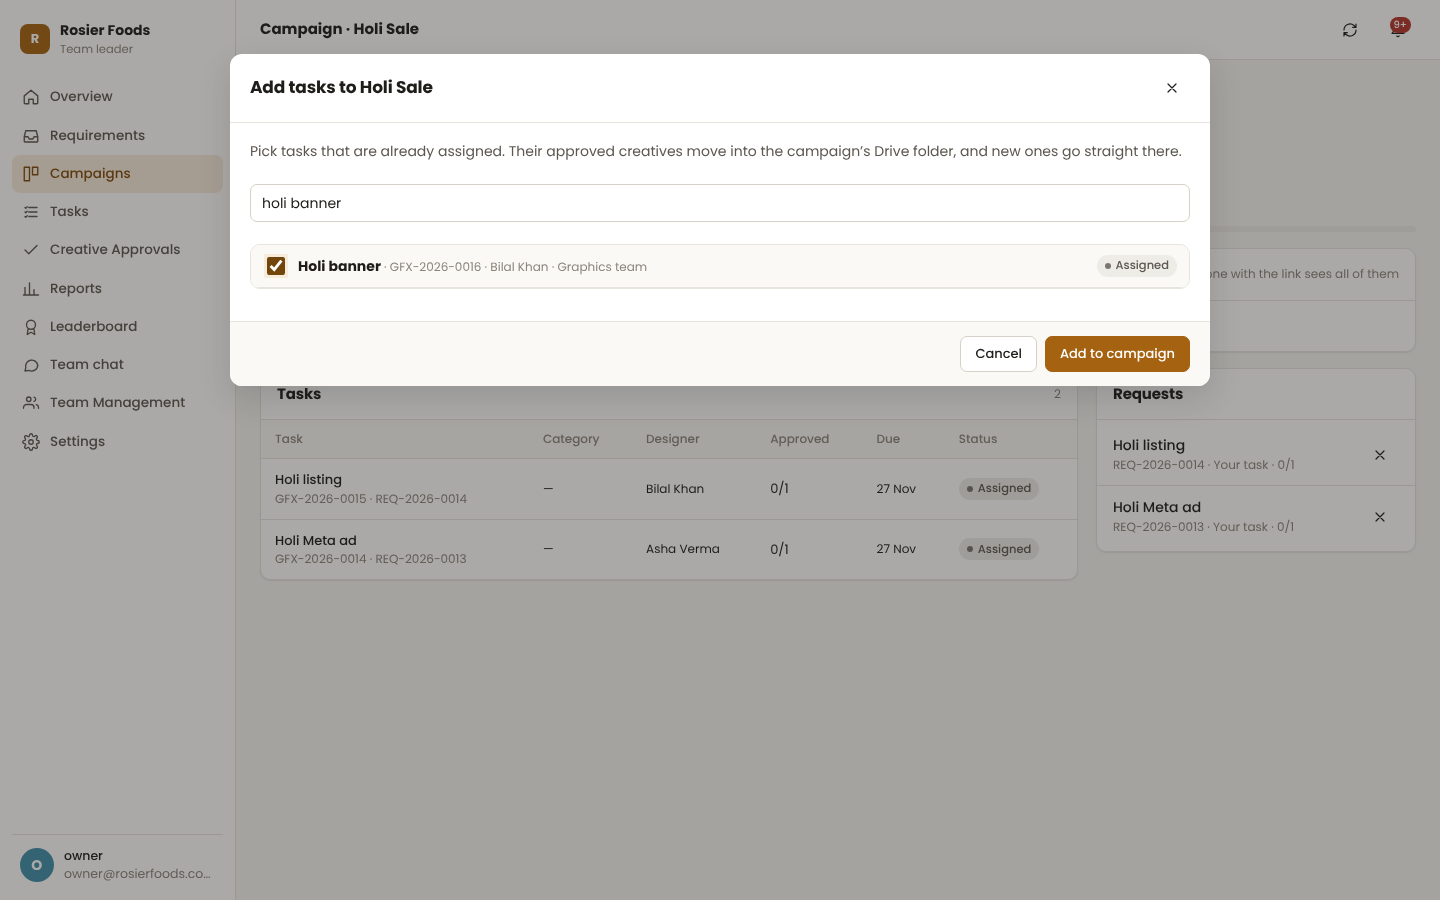 R
Rosier Foods
Team leader
Overview
Requirements
Campaigns
Tasks
Creative Approvals
Reports
Leaderboard
Team chat
Team Management
Settings
O
owner
owner@rosierfoods.co...
Campaign · Holi Sale
9+
Add tasks to Holi Sale
Pick tasks that are already assigned. Their approved creatives move into the campaign’s Drive folder, and new ones go straight there.
holi banner
Holi banner · GFX-2026-0016 · Bilal Khan · Graphics team
Assigned
Cancel
Add to campaign
one with the link sees all of them
Tasks
2
Task Category Designer Approved Due Status
Holi listing
GFX-2026-0015 · REQ-2026-0014
— Bilal Khan 0/1 27 Nov Assigned
Holi Meta ad
GFX-2026-0014 · REQ-2026-0013
— Asha Verma 0/1 27 Nov Assigned
Requests
Holi listing
REQ-2026-0014 · Your task · 0/1
Holi Meta ad
REQ-2026-0013 · Your task · 0/1